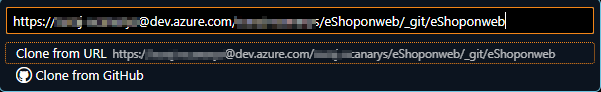 https://@dev.azure.com/canarys/eShoponweb/_git/eShoponweb
Clone from URL https://@dev.azure.com/canarys/eShoponweb/_git/eShoponweb
Clone from GitHub